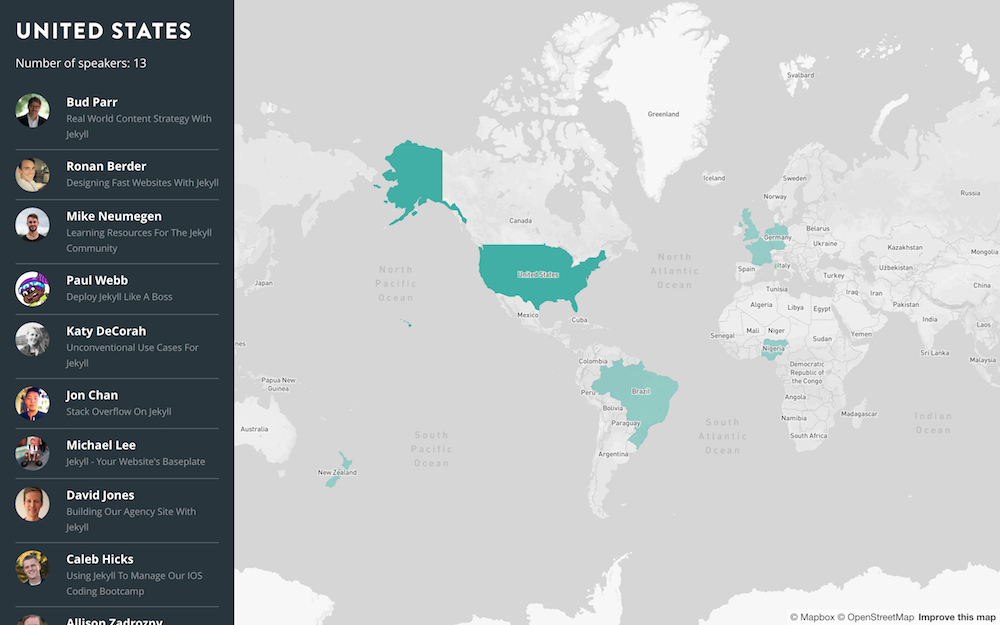 UNITED STATES
Number of speakers: 13
Bud Parr
Real World Content Strategy With
Jekyll
Ronan Berder
Designing Fast Websites With Jekyll
Mike Neumegen
Learning Resources For The Jekyll
Community
Paul Webb
Deploy Jekyll Like A Boss
Katy DeCorah
Unconventional Use Cases For
Jekyll
Jon Chan
Stack Overflow On Jekyll
Michael Lee
Jekyll - Your Website's Baseplate
David Jones
Building Our Agency Site With
Jekyll
Caleb Hicks
Using Jekyll To Manage Our IOS
Coding Bootcamp
Allison Zadrozny
Svalbard
Greenland
Iceland
Sweden
Norway
Russia
Canada
Belarus
Germany
Ukraine
Kazakhstan
Mongolia
North
Pacific
Ocean
North
Atlantic
Ocean
Spain
Italy
Uzbekistan
Turkey
United States
Japan
China
Tunisia
Iraq
Iran
Algeria
Libya
Egypt
Pakistan
Mexico
Cuba
India
Laos
Senegal
Mali
Niger
Sudan
Yemen
nes
Nigeria
Sri Lanka
Malaysia
Colombia
Democratic
Republic of
the Congo
Papua New
Guinea
Peru
Brazil
Angola
Bolivia
Madagascar
Namibia
Paraguay
South
Atlantic
Ocean
Indian
Ocean
Australia
South Africa
South
Pacific
Ocean
Argentina
New Zealand
© Mapbox © OpenStreetMap Improve this map